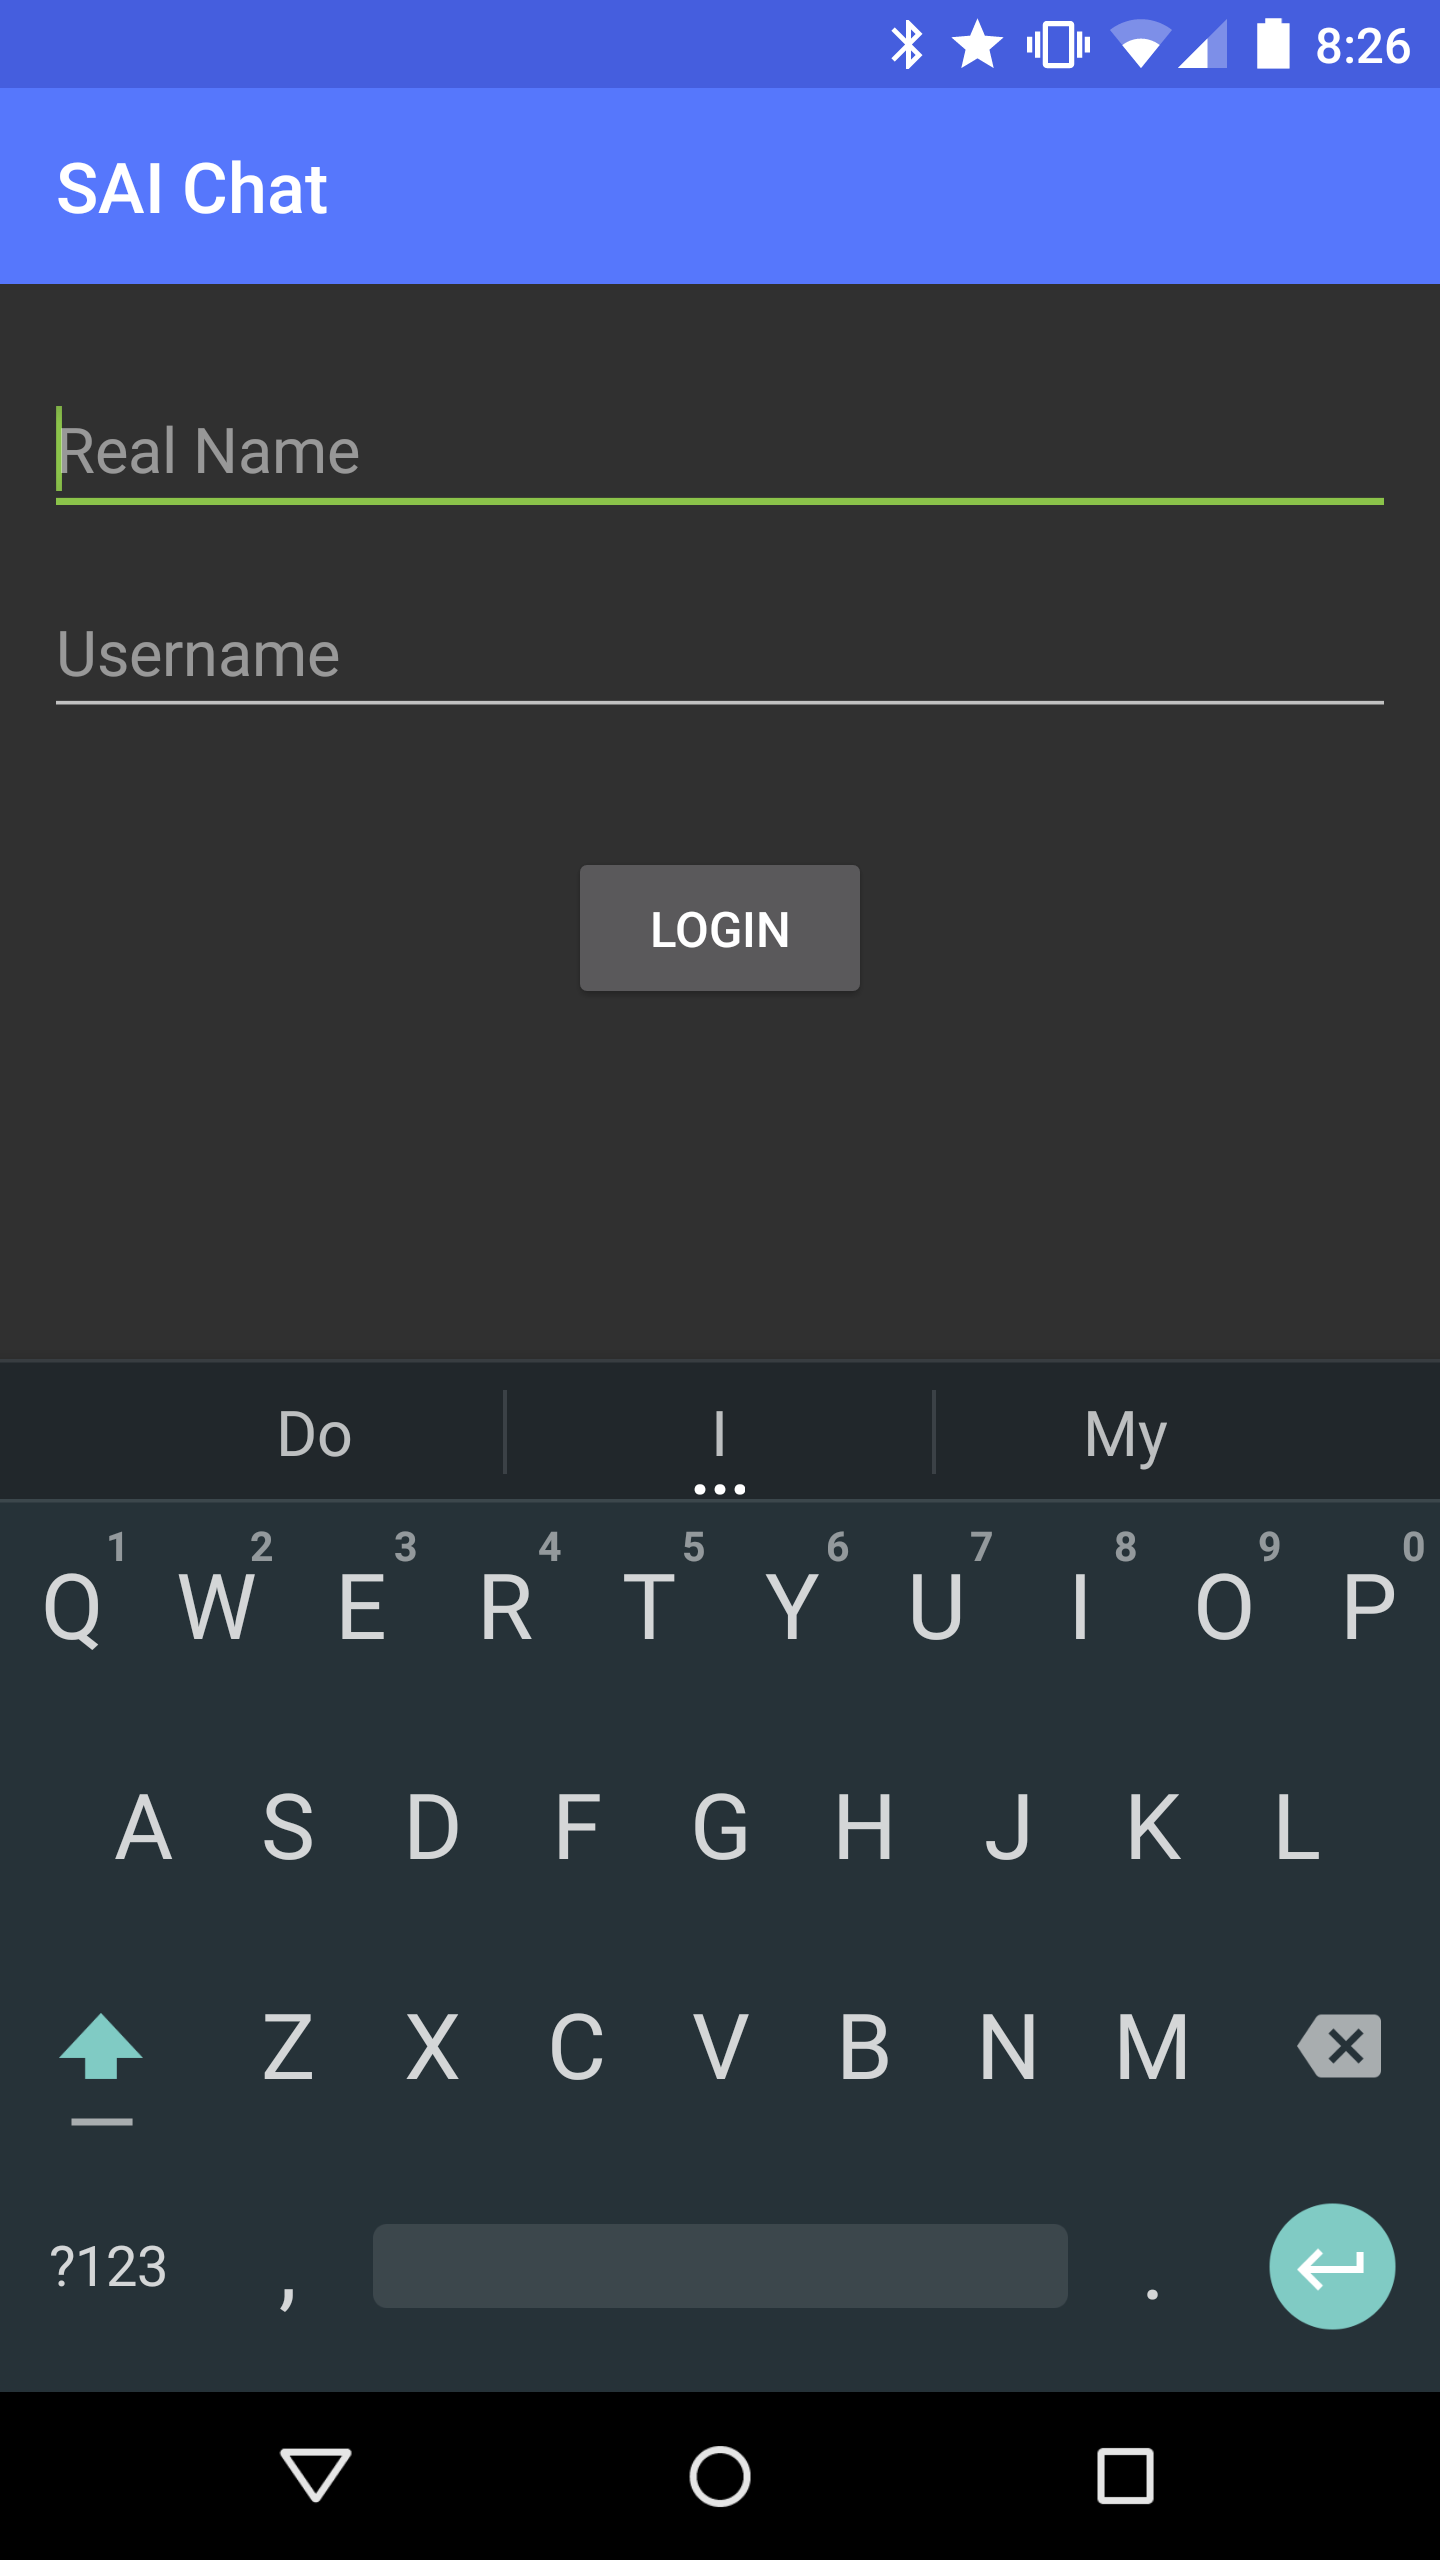 8:26
SAI Chat
Real Name
Username
LOGIN
Do I My
1 2 3 4 5 6 7 8 9 0
Q W E R T Y U I O P
A S D F G H J K L
Z X C V B N M
?123 , .